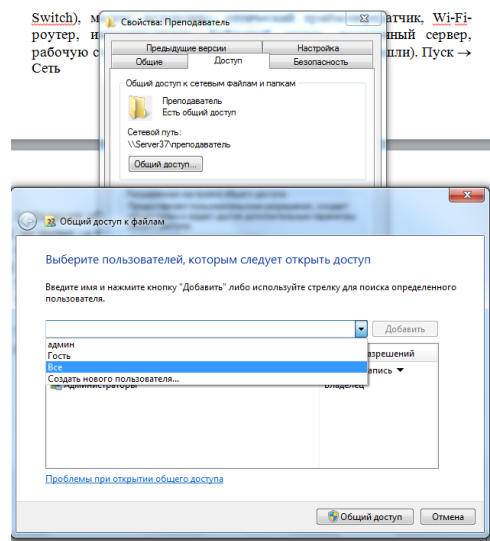 Switch), м
атчик, Wi-Fi-
роутер,
ный сервер,
рабочую с
шли). Пуск →
Сеть
Свойства: Преподаватель
Предыдущие версии
Настройка
Общие
Доступ
Безопасность
Общий доступ к сетевым файлам и папкам
Преподаватель
Есть общий доступ
Сетевой путь:
\\Server37\преподаватель
Общий доступ...
Общий доступ к файлам
Выберите пользователей, которым следует открыть доступ
Введите имя и нажмите кнопку "Добавить" либо используйте стрелку для поиска определенного
пользователя.
Добавить
админ
Гость
Все
Создать нового пользователя...
азрешений
апись
Администраторы
Владелец
Проблемы при открытии общего доступа
Общий доступ
Отмена